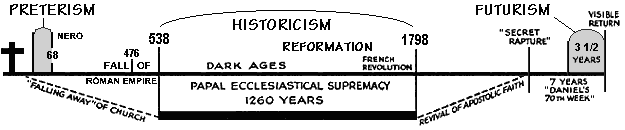 PRETERISM
HISTORICISM
FUTURISM
VISIBLE
RETURN
538
REFORMATION
1798
"SECRET
RAPTURE"
NERO
68
476
FALL OF
ROMAN EMPIRE
DARK AGES
FRENCH
REVOLUTION
3 1/2
YEARS
"FALLING AWAY" OF CHURCH
PAPAL ECCLESIASTICAL SUPREMACY
1260 YEARS
REVIVAL OF APOSTOLIC FAITH
7 YEARS
"DANIEL'S
70TH WEEK"